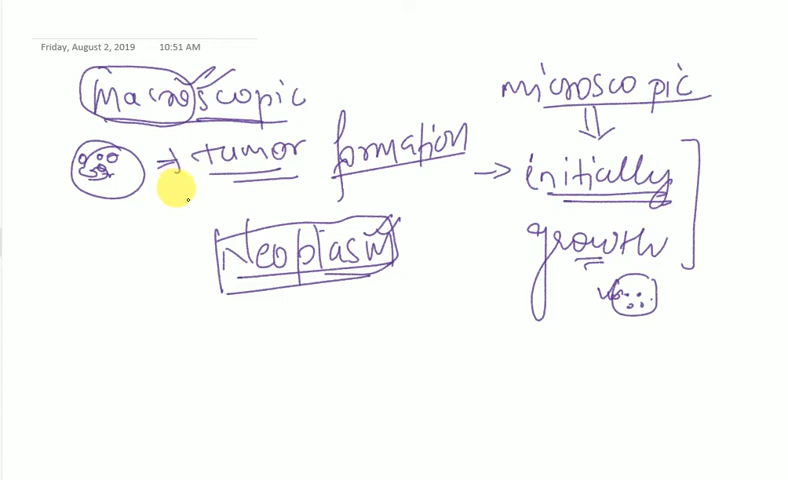 Friday, August 2, 2019 10:51 AM
Macroscopic
microscopic
⇒ tumor formation → initially
growth
Neoplasm